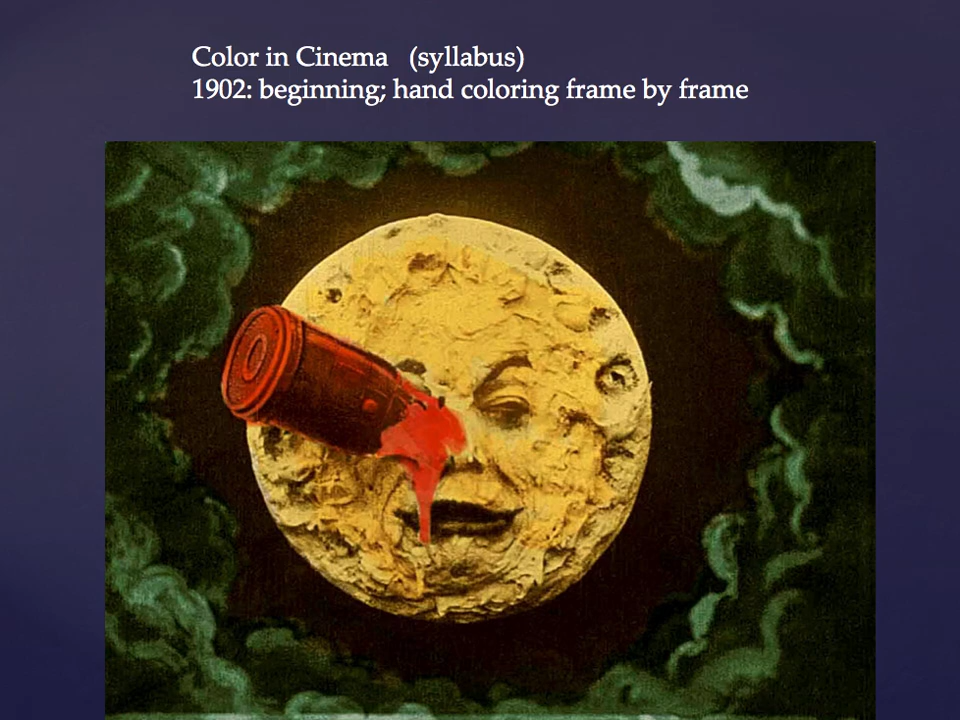 Color in Cinema (syllabus)
1902: beginning; hand coloring frame by frame